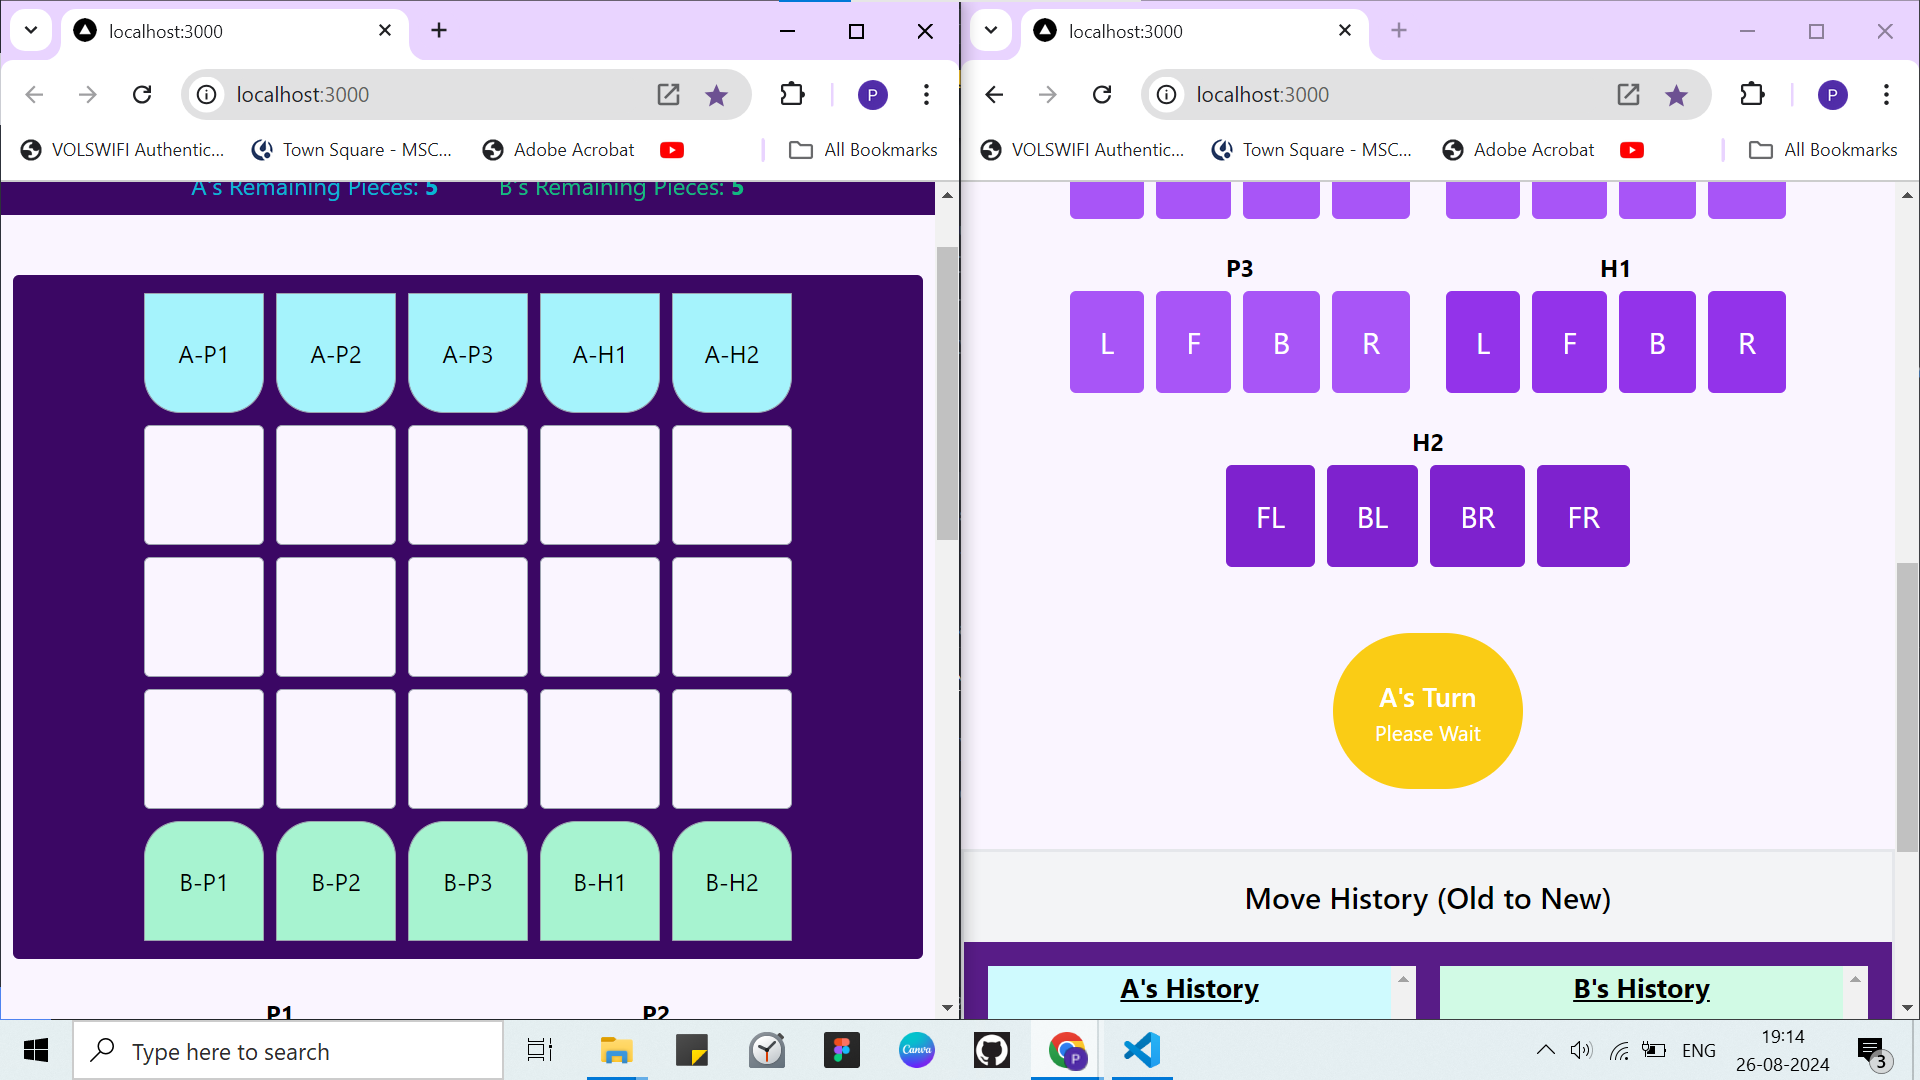 localhost:3000
localhost:3000
VOLSWIFI Authentic...
Town Square - MSC...
Adobe Acrobat
All Bookmarks
A's Remaining Pieces: 5
B's Remaining Pieces: 5
A-P1
A-P2
A-P3
A-H1
A-H2
B-P1
B-P2
B-P3
B-H1
B-H2
P1
P2
localhost:3000
localhost:3000
P
VOLSWIFI Authentic...
Town Square - MSC...
Adobe Acrobat
All Bookmarks
P
P3
L
F
B
R
H1
L
F
B
R
H2
FL
BL
BR
FR
A's Turn
Please Wait
Move History (Old to New)
A's History
B's History
Type here to search
Canva
P
ENG
19:14
26-08-2024
3